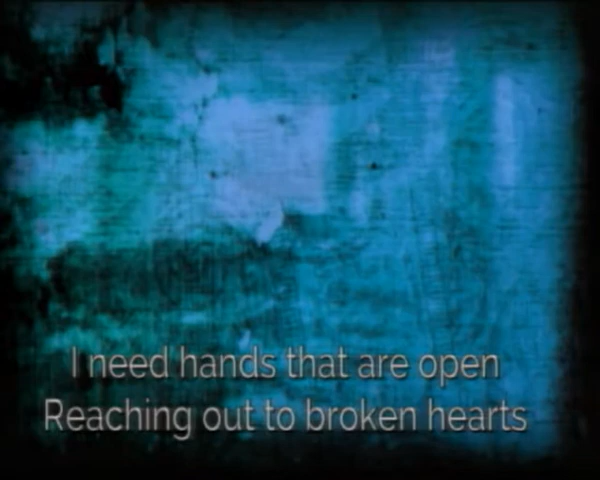 I need hands that are open
Reaching out to broken hearts